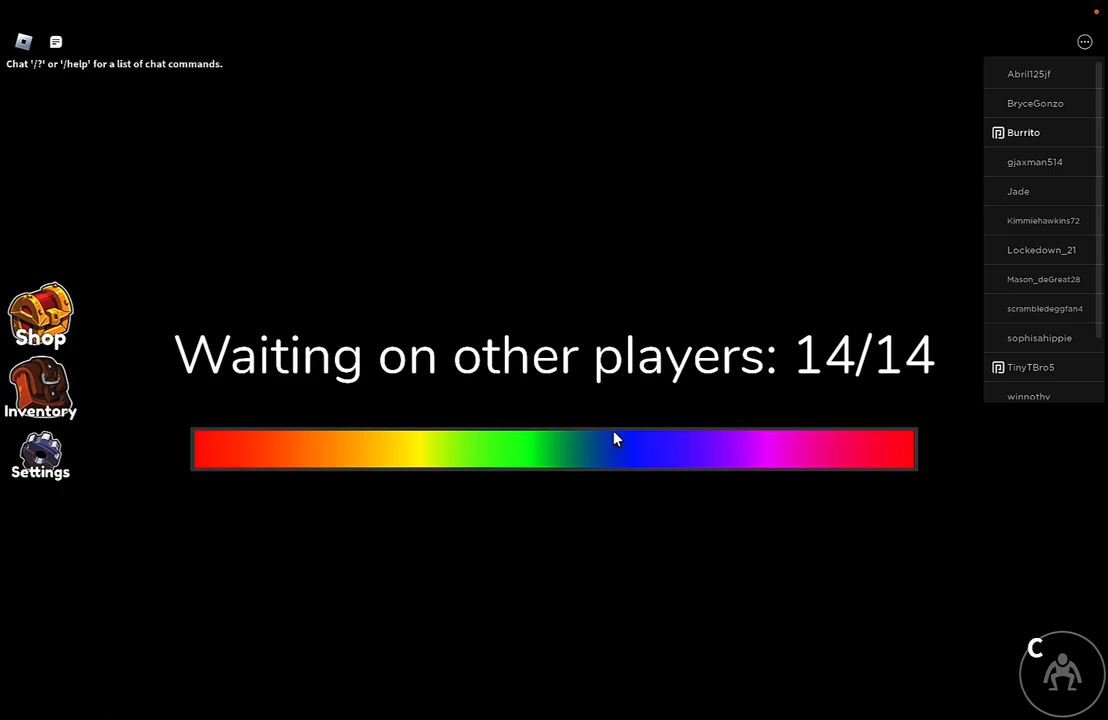 Chat '/?' or '/help' for a list of chat commands.
Abril125jf
BryceGonzo
Burrito
gjaxman514
Jade
Kimmiehawkins72
Lockedown_21
Mason_deGreat28
scrambledeggfan4
sophisahippie
TinyTBro5
winnothy
Shop
Inventory
Settings
Waiting on other players: 14/14
C